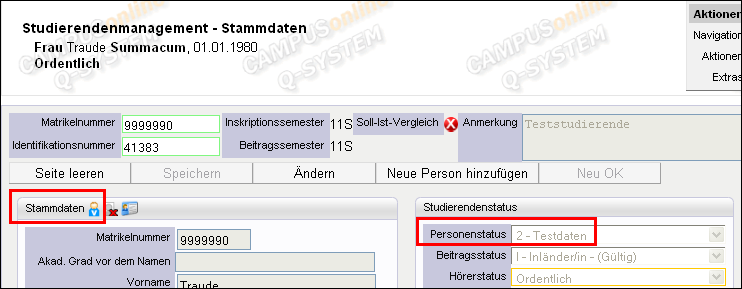 CAMPUSonline CAMPUSonline CAMPUSonline
Q-SYSTEM Q-SYSTEM Q-SYSTEM
Studierendenmanagement - Stammdaten
Frau Traude Summacum, 01.01.1980
Ordentlich
Aktionen
Navigation
Aktionen
Extras
Matrikelnummer 9999990 Inskriptionssemester 11S Soll-Ist-Vergleich Anmerkung Teststudierende
Identifikationsnummer 41383 Beitragssemester 11S
Seite leeren Speichern Ändern Neue Person hinzufügen Neu OK
Stammdaten Studierendenstatus
Matrikelnummer 9999990 Personenstatus 2 - Testdaten
Akad. Grad vor dem Namen Beitragsstatus I - Inländer/in - (Gültig)
Vorname Traude Hörerstatus Ordentlich